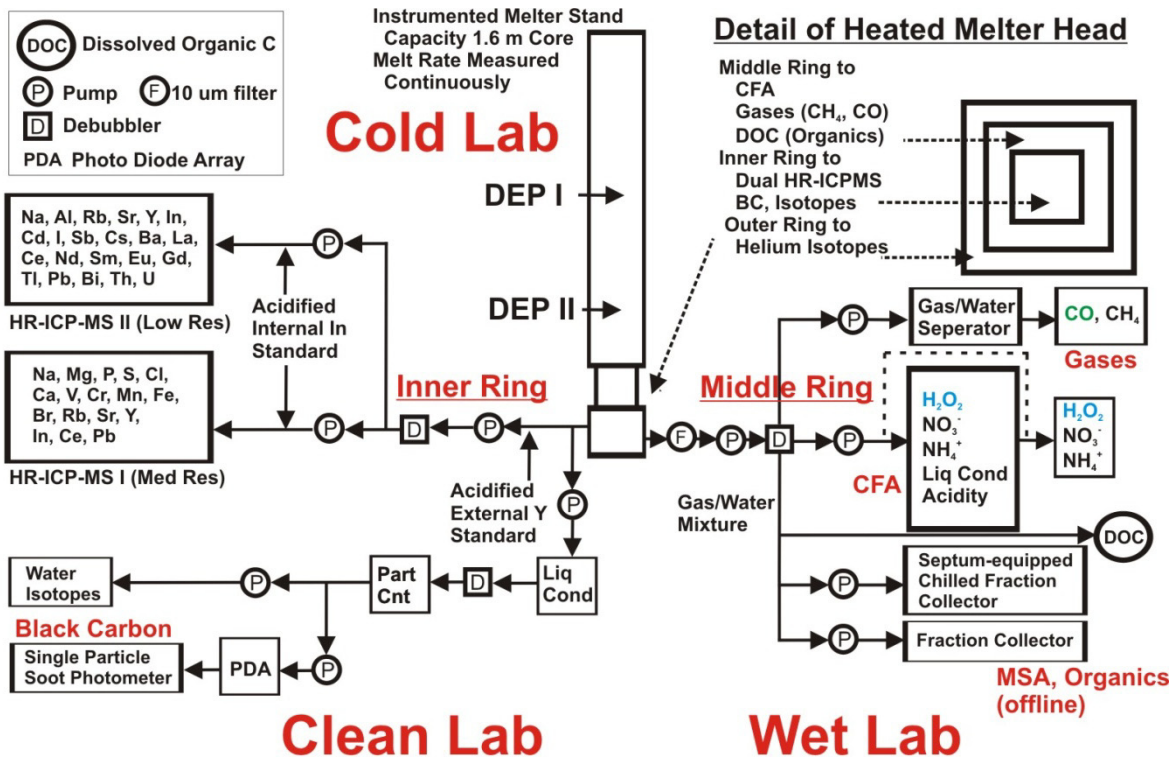 DOC Dissolved Organic C
P Pump F 10 um filter
D Debubbler
PDA Photo Diode Array
Instrumented Melter Stand
Capacity 1.6 m Core
Melt Rate Measured
Continuously
Cold Lab
DEP I
DEP II
Detail of Heated Melter Head
Middle Ring to
CFA
Gases (CH₄, CO)
DOC (Organics)
Inner Ring to
Dual HR-ICPMS
BC, Isotopes
Outer Ring to
Helium Isotopes
Na, Al, Rb, Sr, Y, In,
Cd, I, Sb, Cs, Ba, La,
Ce, Nd, Sm, Eu, Gd,
Tl, Pb, Bi, Th, U
HR-ICP-MS II (Low Res)
P
Acidified
Internal In
Standard
Na, Mg, P, S, Cl,
Ca, V, Cr, Mn, Fe,
Br, Rb, Sr, Y,
In, Ce, Pb
HR-ICP-MS I (Med Res)
Inner Ring
P
D
P
Acidified
External Y
Standard
P
Liq
Cond
D
Part
Cnt
P
Water
Isotopes
Black Carbon
Single Particle
Soot Photometer
PDA
P
Clean Lab
Middle Ring
F
P
D
P
P
Gas/Water
Seperator
CO, CH₄
Gases
H₂O₂
NO₃⁻
NH₄⁺
Liq Cond
Acidity
CFA
H₂O₂
NO₃⁻
NH₄⁺
Gas/Water
Mixture
DOC
P
Septum-equipped
Chilled Fraction
Collector
P
Fraction Collector
MSA, Organics
(offline)
Wet Lab